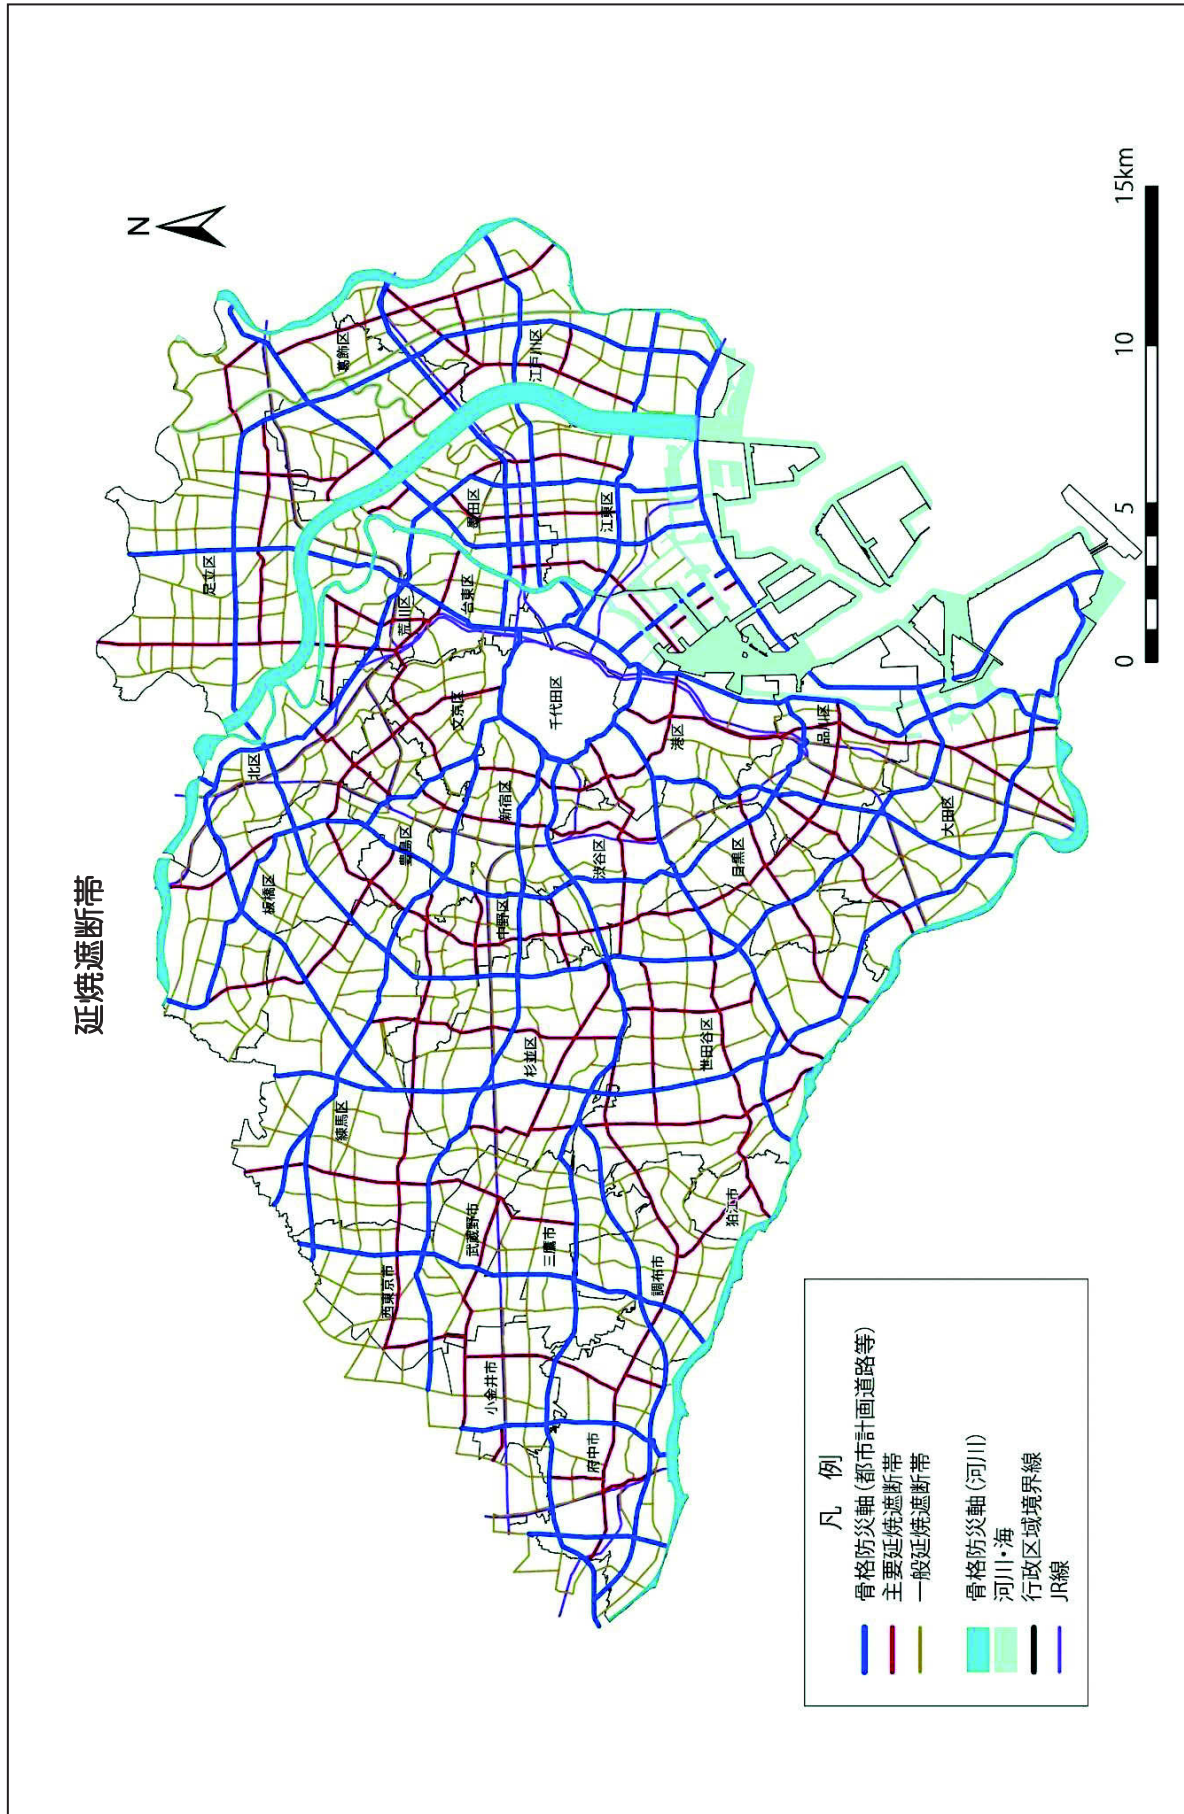 延焼遮断帯
N
足立区
葛飾区
北区
板橋区
荒川区
練馬区
豊島区
文京区
台東区
墨田区
江戸川区
西東京市
武蔵野市
中野区
新宿区
千代田区
江東区
小金井市
三鷹市
杉並区
渋谷区
港区
府中市
調布市
世田谷区
目黒区
品川区
狛江市
大田区
凡 例
骨格防災軸(都市計画道路等)
主要延焼遮断帯
一般延焼遮断帯
骨格防災軸(河川)
河川・海
行政区域境界線
JR線
0 5 10 15km